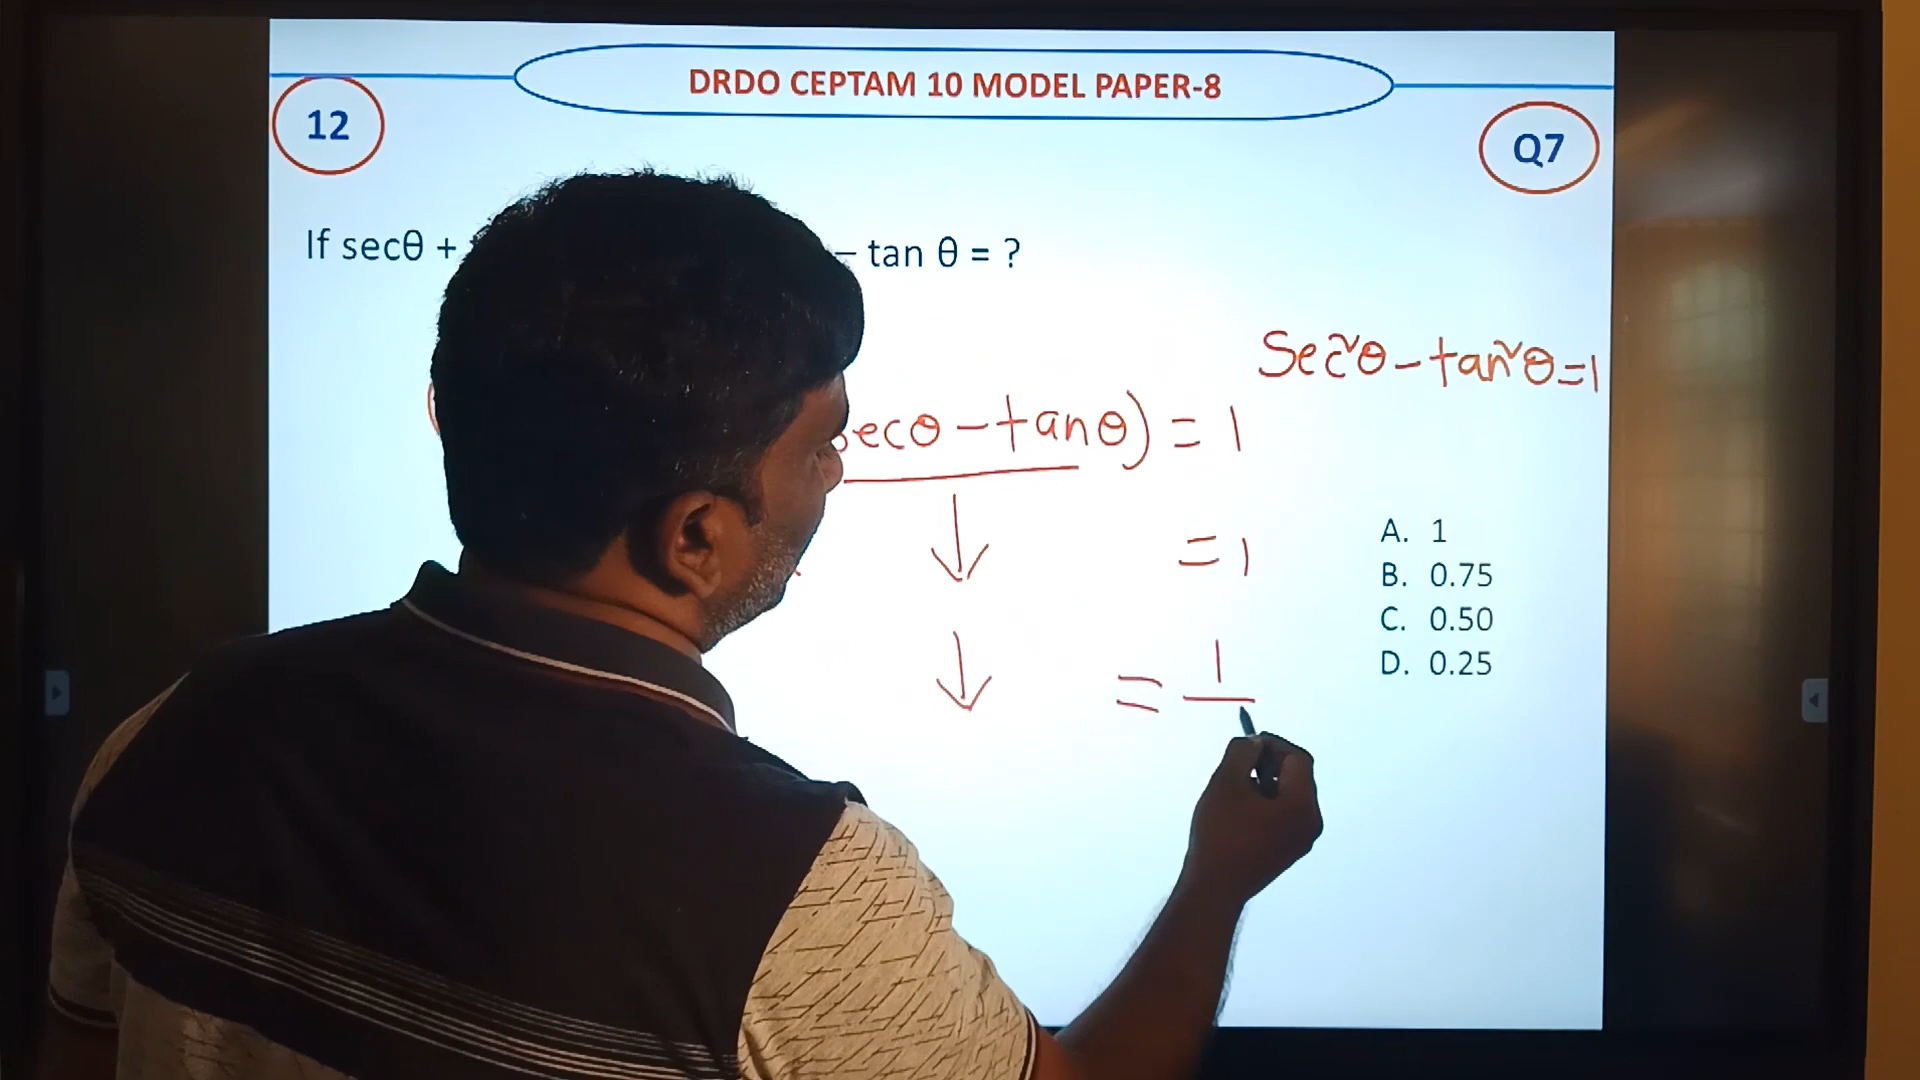 DRDO CEPTAM 10 MODEL PAPER-8
12
Q7
If secθ + – tan θ = ?
Sec²θ – tan²θ = 1
secθ – tanθ) = 1
= 1
A. 1
B. 0.75
C. 0.50
D. 0.25
= 1/